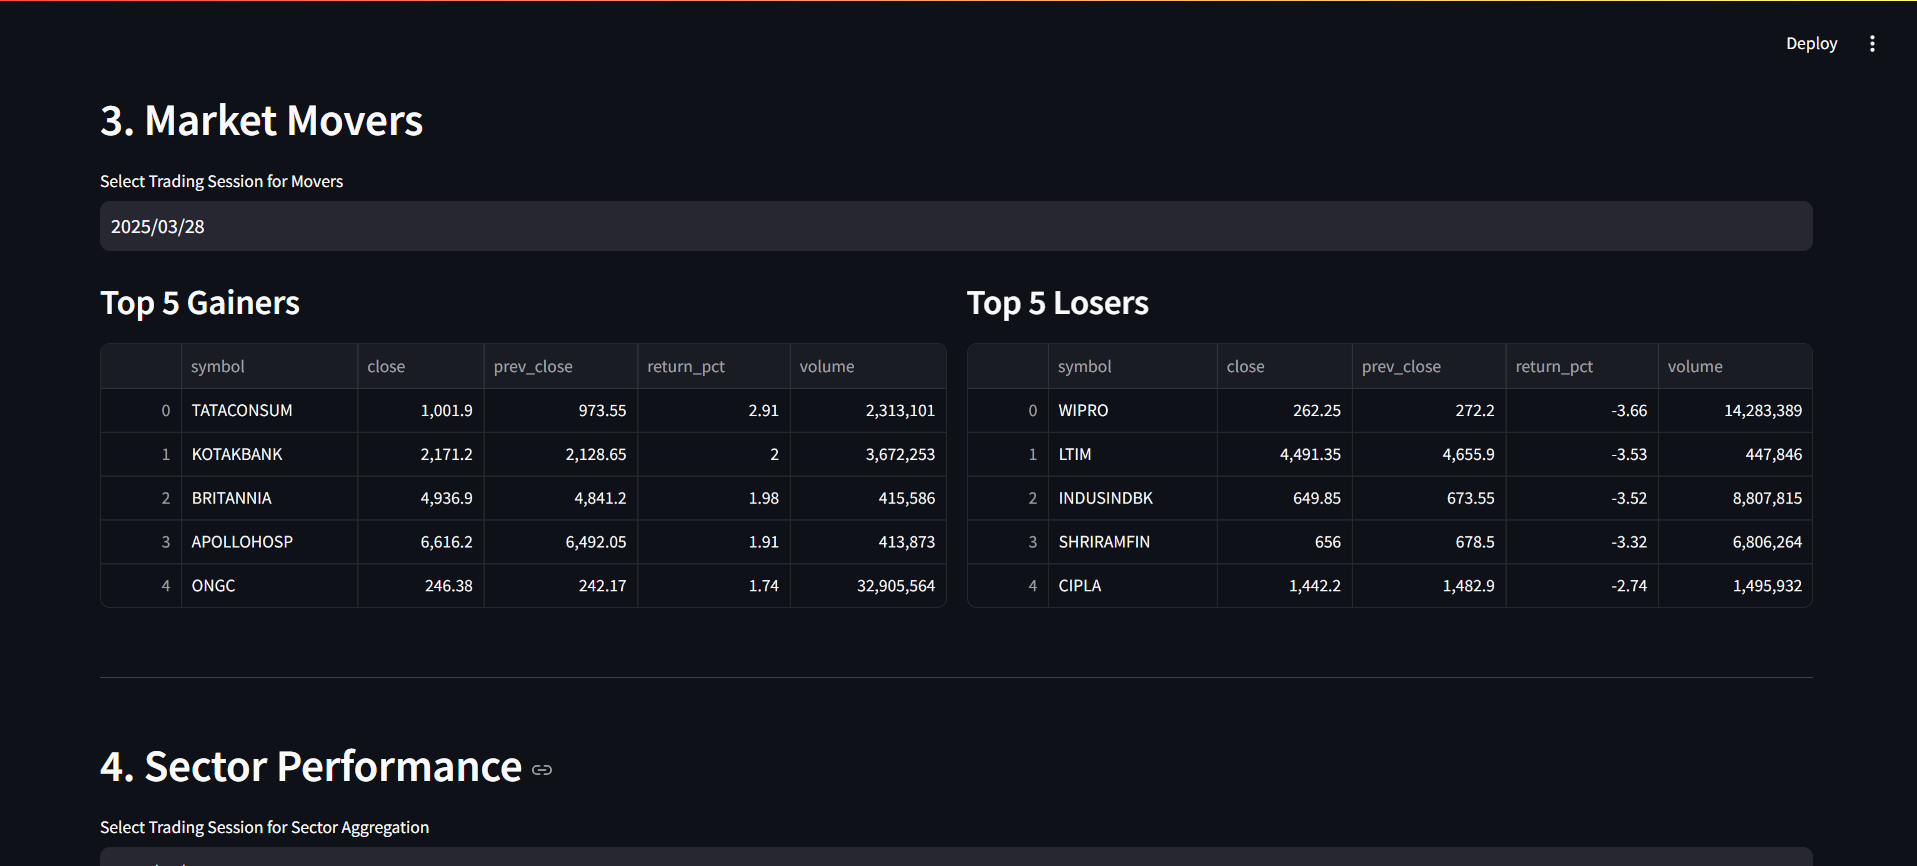 Deploy
3. Market Movers
Select Trading Session for Movers
2025/03/28
Top 5 Gainers
symbol close prev_close return_pct volume
0 TATACONSUM 1,001.9 973.55 2.91 2,313,101
1 KOTAKBANK 2,171.2 2,128.65 2 3,672,253
2 BRITANNIA 4,936.9 4,841.2 1.98 415,586
3 APOLLOHOSP 6,616.2 6,492.05 1.91 413,873
4 ONGC 246.38 242.17 1.74 32,905,564
Top 5 Losers
symbol close prev_close return_pct volume
0 WIPRO 262.25 272.2 -3.66 14,283,389
1 LTIM 4,491.35 4,655.9 -3.53 447,846
2 INDUSINDBK 649.85 673.55 -3.52 8,807,815
3 SHRIRAMFIN 656 678.5 -3.32 6,806,264
4 CIPLA 1,442.2 1,482.9 -2.74 1,495,932
4. Sector Performance
Select Trading Session for Sector Aggregation